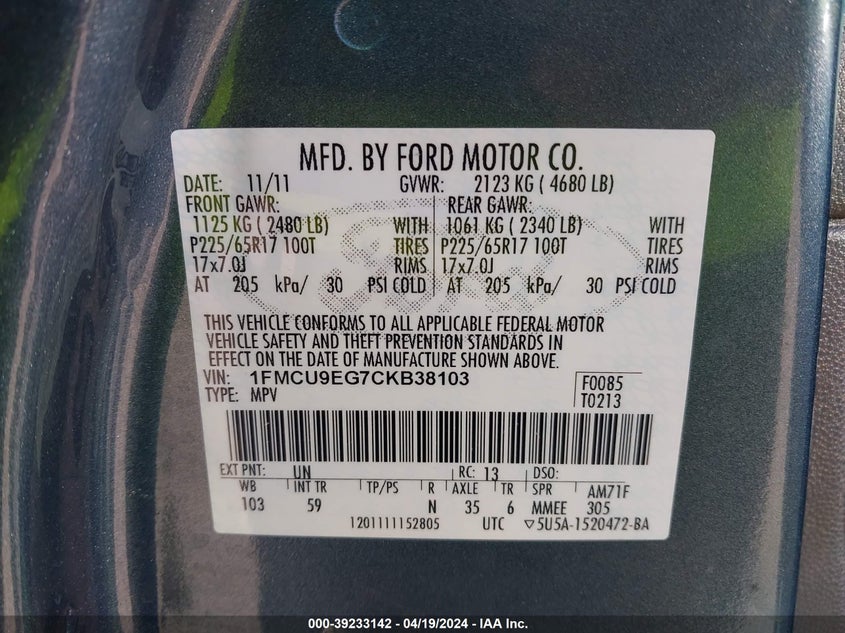 MFD. BY FORD MOTOR CO.
DATE: 11/11 GVWR: 2123 KG ( 4680 LB)
FRONT GAWR: REAR GAWR:
1125 KG ( 2480 LB) WITH 1061 KG ( 2340 LB) WITH
P225/65R17 100T TIRES P225/65R17 100T TIRES
17x7.0J RIMS 17x7.0J RIMS
AT 205 kPa/ 30 PSI COLD AT 205 kPa/ 30 PSI COLD
THIS VEHICLE CONFORMS TO ALL APPLICABLE FEDERAL MOTOR
VEHICLE SAFETY AND THEFT PREVENTION STANDARDS IN
EFFECT ON THE DATE OF MANUFACTURE SHOWN ABOVE.
VIN: 1FMCU9EG7CKB38103 F0085
TYPE: MPV T0213
EXT PNT: UN RC: 13 DSO:
WB INT TR TP/PS R AXLE TR SPR AM71F
103 59 N 35 6 MMEE 305
1201111152805 UTC ▽5U5A-1520472-BA
000-39233142 - 04/19/2024 - IAA Inc.